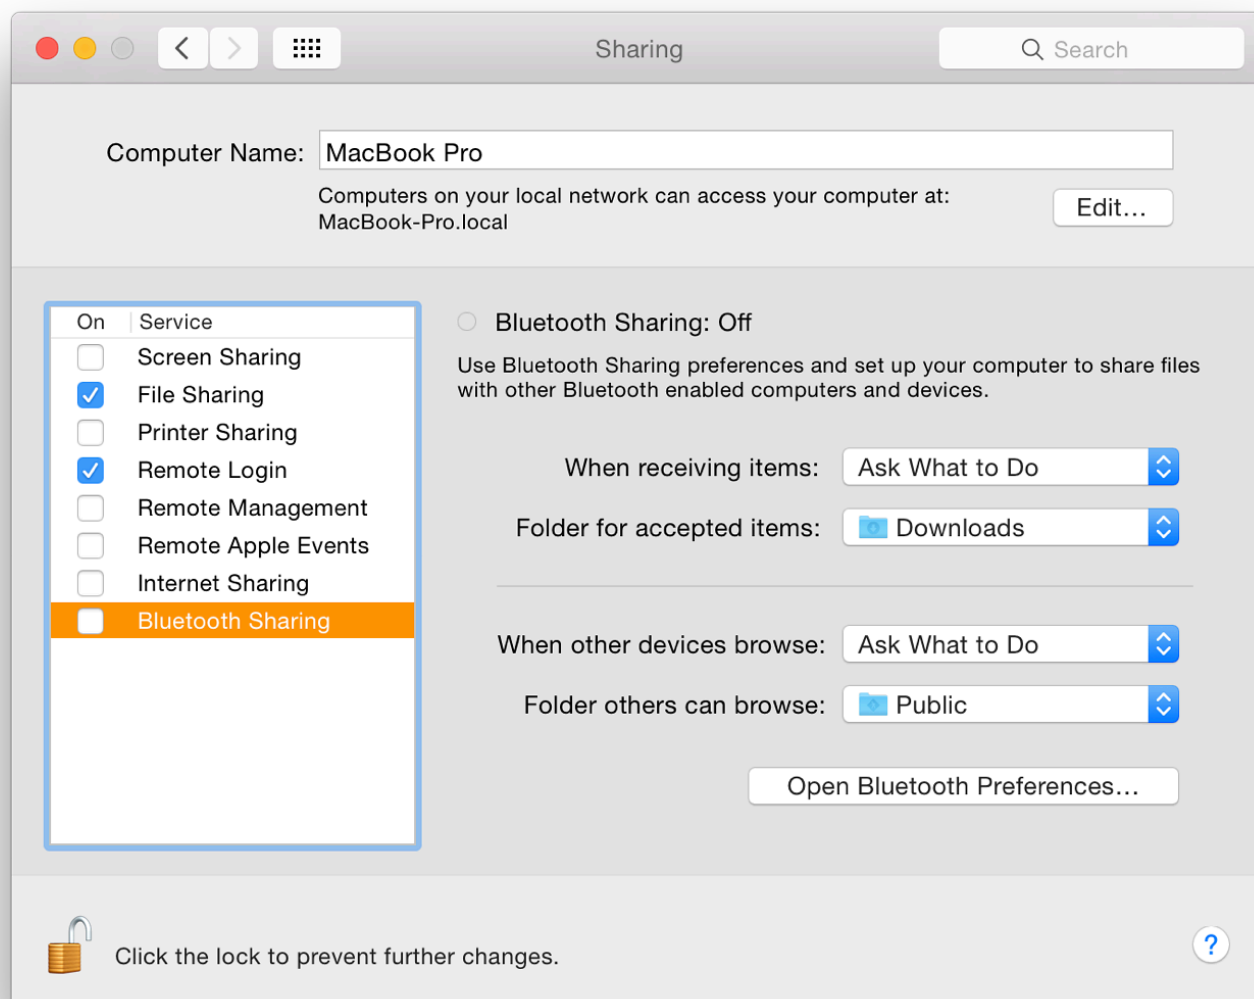 Sharing
Search
Computer Name: MacBook Pro
Computers on your local network can access your computer at:
MacBook-Pro.local
Edit...
On Service
Screen Sharing
File Sharing
Printer Sharing
Remote Login
Remote Management
Remote Apple Events
Internet Sharing
Bluetooth Sharing
Bluetooth Sharing: Off
Use Bluetooth Sharing preferences and set up your computer to share files
with other Bluetooth enabled computers and devices.
When receiving items: Ask What to Do
Folder for accepted items: Downloads
When other devices browse: Ask What to Do
Folder others can browse: Public
Open Bluetooth Preferences...
Click the lock to prevent further changes.
?